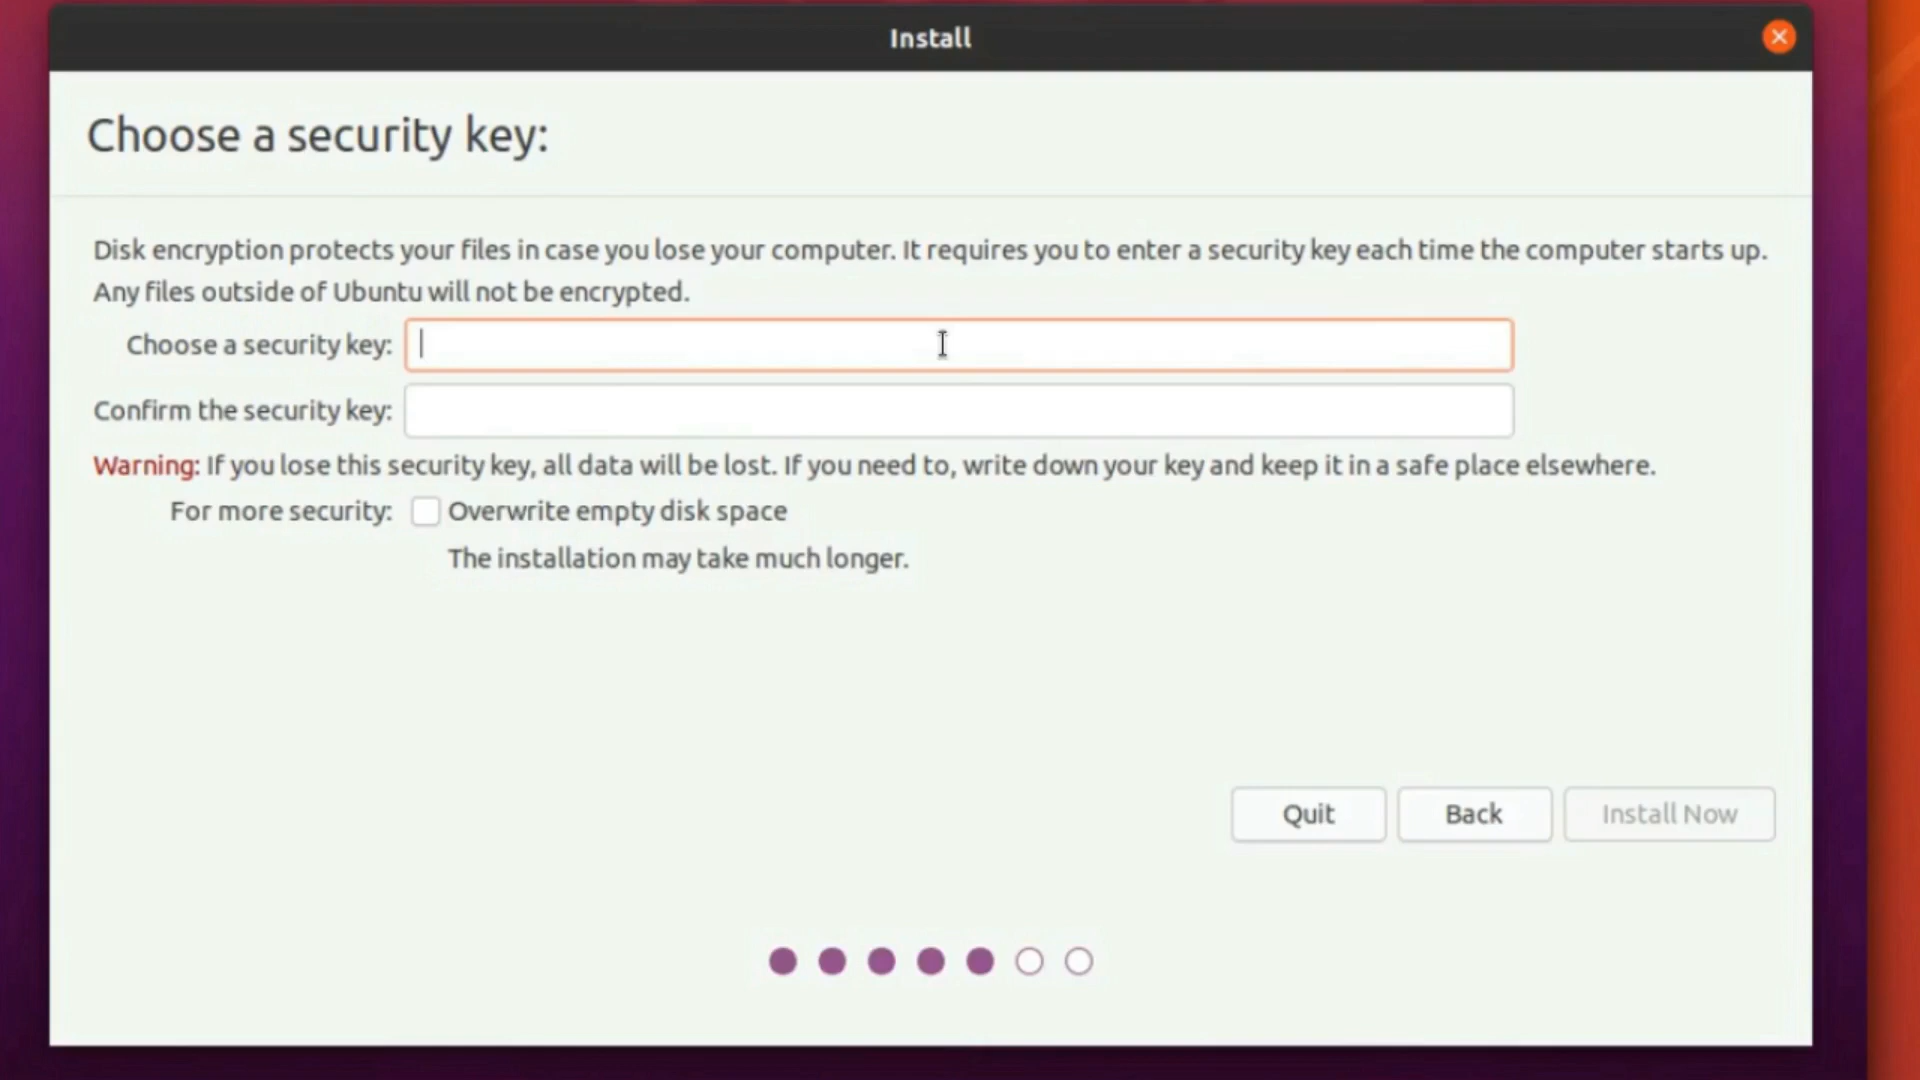 Install
Choose a security key:
Disk encryption protects your files in case you lose your computer. It requires you to enter a security key each time the computer starts up.
Any files outside of Ubuntu will not be encrypted.
Choose a security key:
Confirm the security key:
Warning: If you lose this security key, all data will be lost. If you need to, write down your key and keep it in a safe place elsewhere.
For more security: Overwrite empty disk space
The installation may take much longer.
Quit Back Install Now